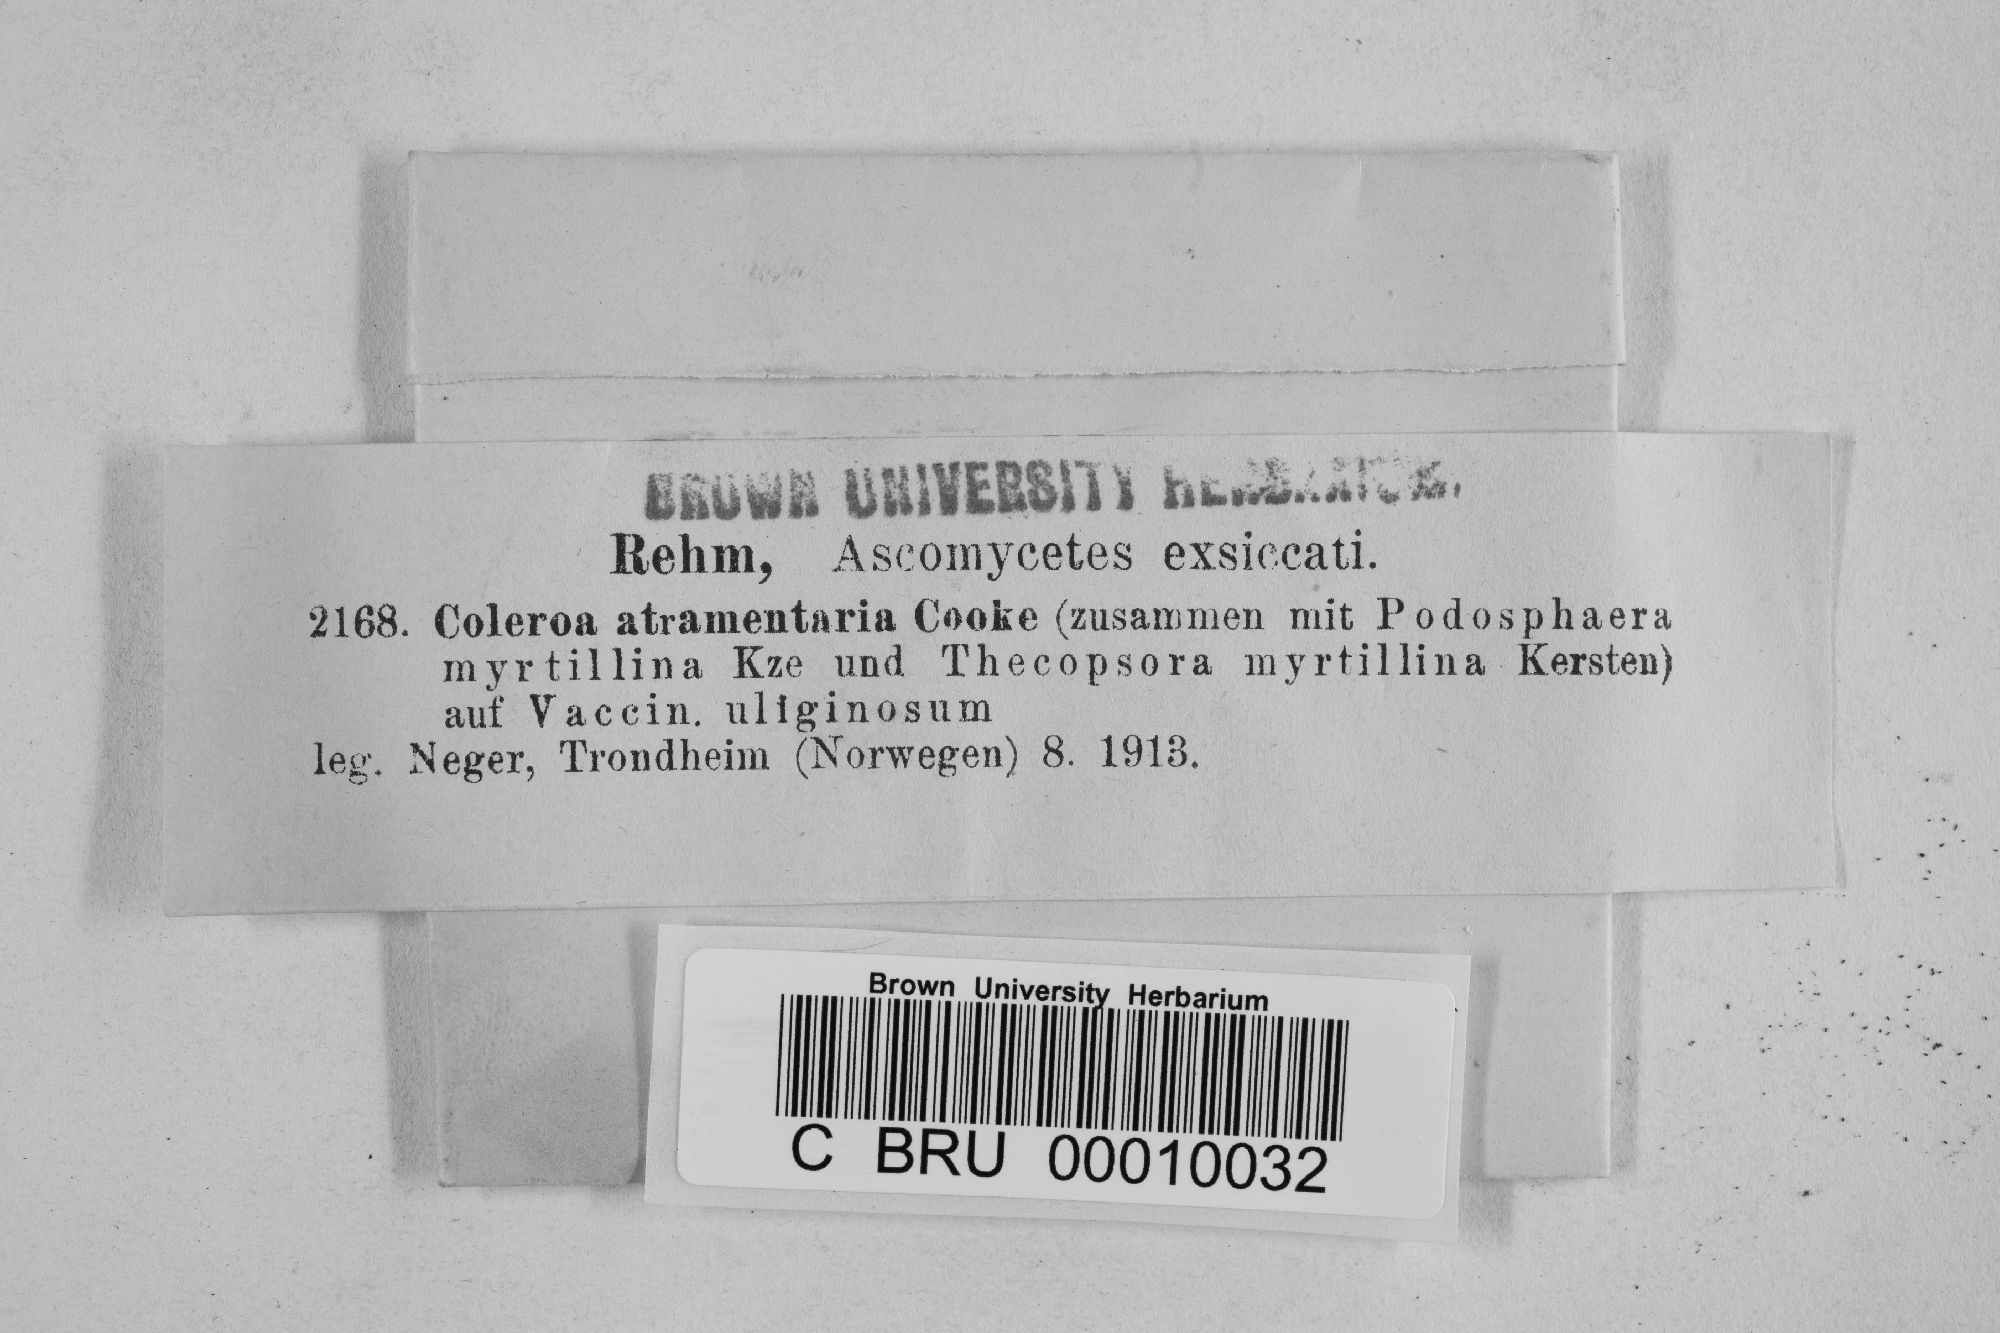 BROWN UNIVERSITY HERBARIUM.
Rehm, Ascomycetes exsiccati.
2168. Coleroa atramentaria Cooke (zusammen mit Podosphaera
myrtillina Kze und Thecopsora myrtillina Kersten)
auf Vaccin. uliginosum
leg. Neger, Trondheim (Norwegen) 8. 1913.
Brown University Herbarium
C BRU 00010032